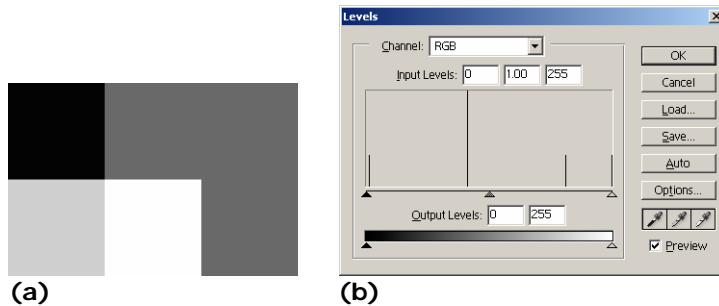 Levels
Channel: RGB
OK
Input Levels: 0 1.00 255
Cancel
Load...
Save...
Auto
Options...
Output Levels: 0 255
Preview
(a)
(b)